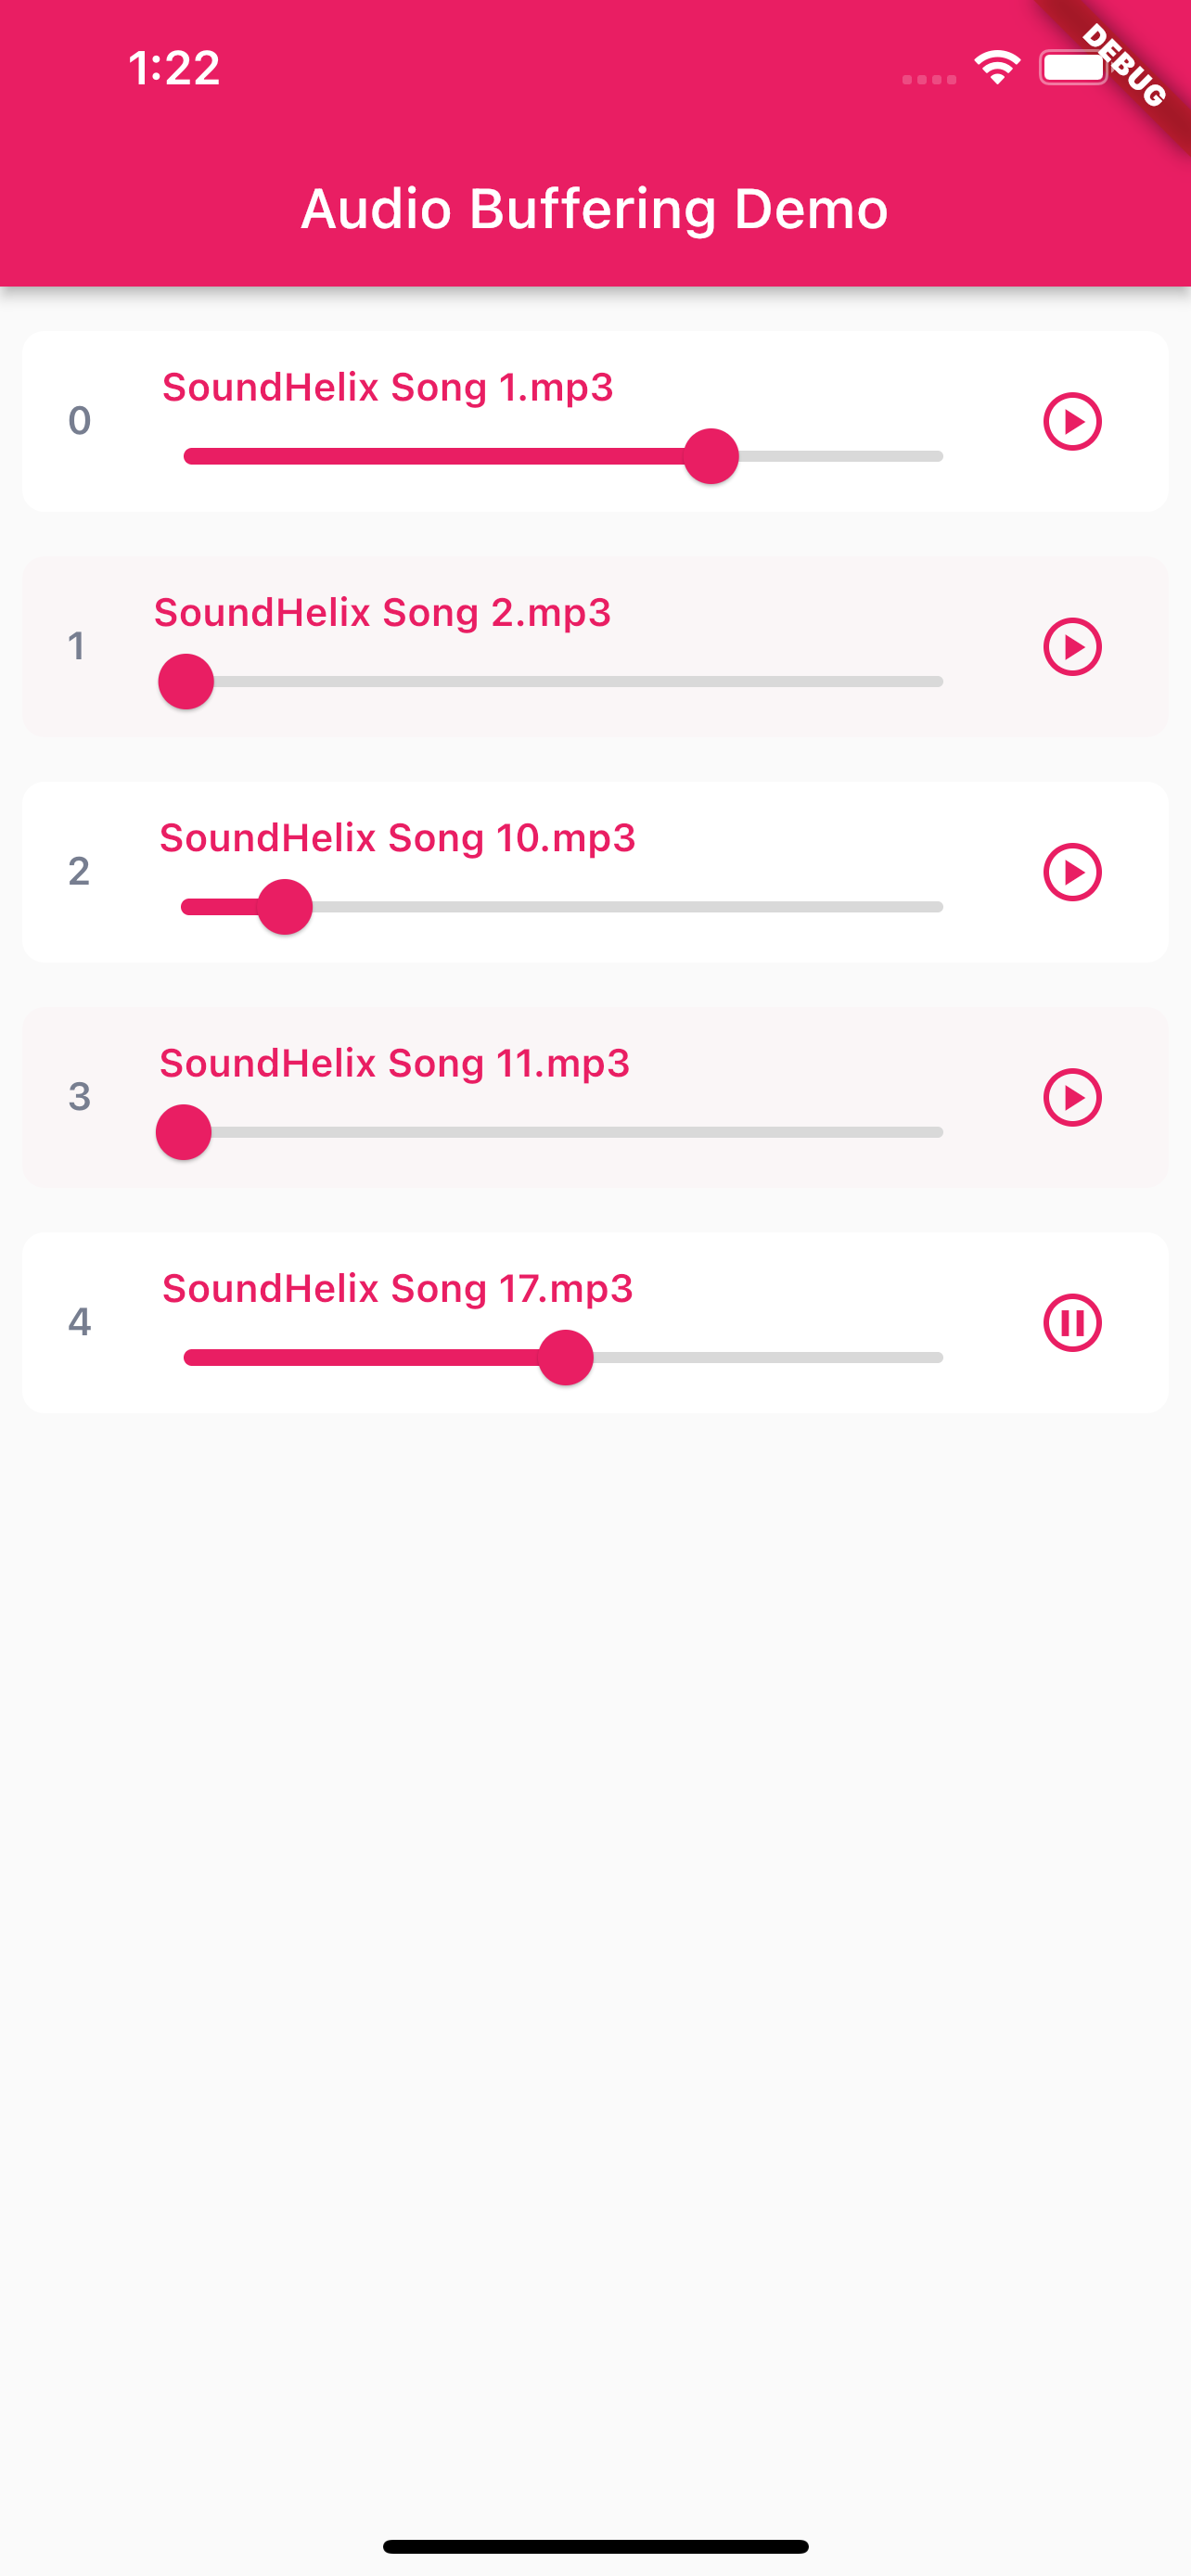 1:22
DEBUG
Audio Buffering Demo
0
SoundHelix Song 1.mp3
1
SoundHelix Song 2.mp3
2
SoundHelix Song 10.mp3
3
SoundHelix Song 11.mp3
4
SoundHelix Song 17.mp3